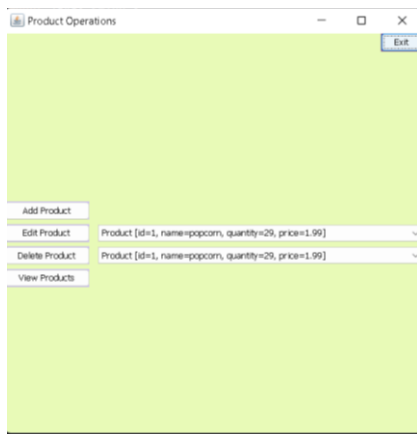 Product Operations
Exit
Add Product
Edit Product Product [id=1, name=popcorn, quantity=29, price=1.99]
Delete Product Product [id=1, name=popcorn, quantity=29, price=1.99]
View Products